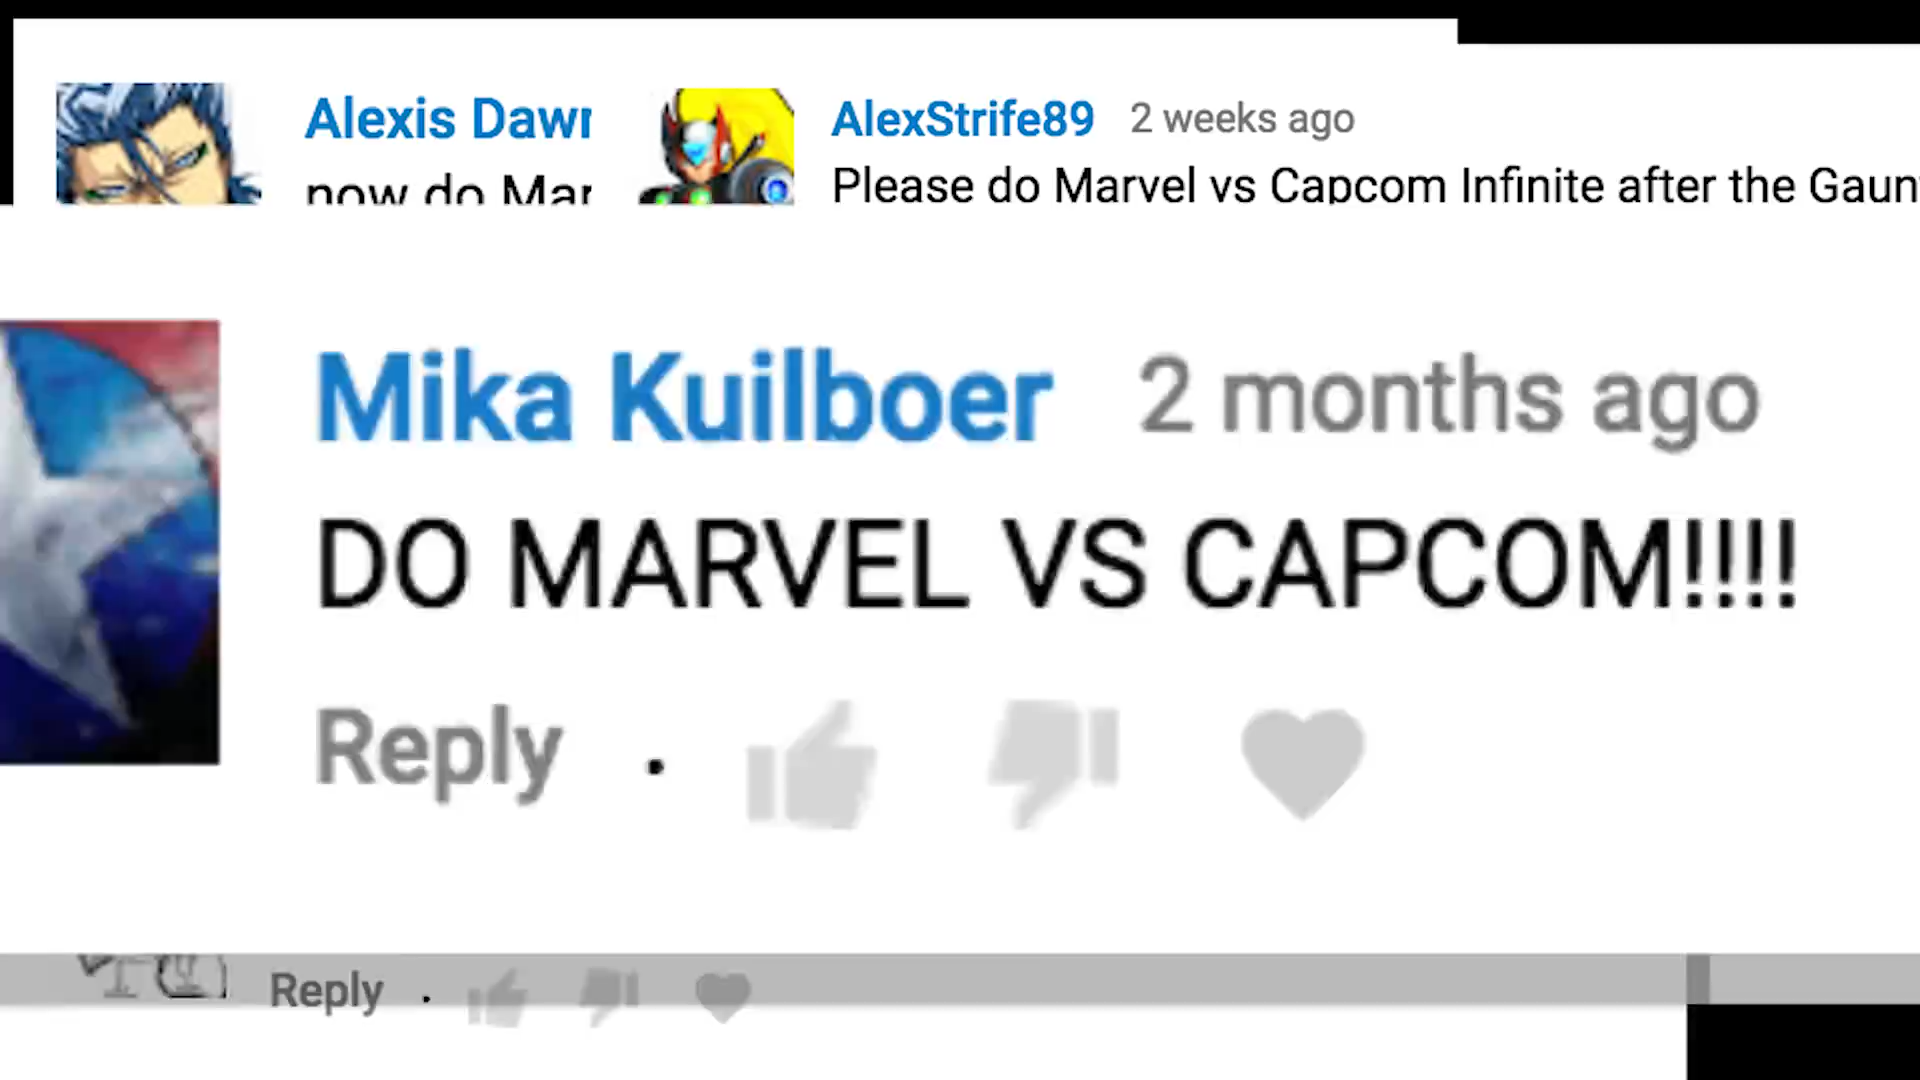 Alexis Daw
now do Mar
AlexStrife89 2 weeks ago
Please do Marvel vs Capcom Infinite after the Gaun
Mika Kuilboer 2 months ago
DO MARVEL VS CAPCOM!!!!
Reply
Reply